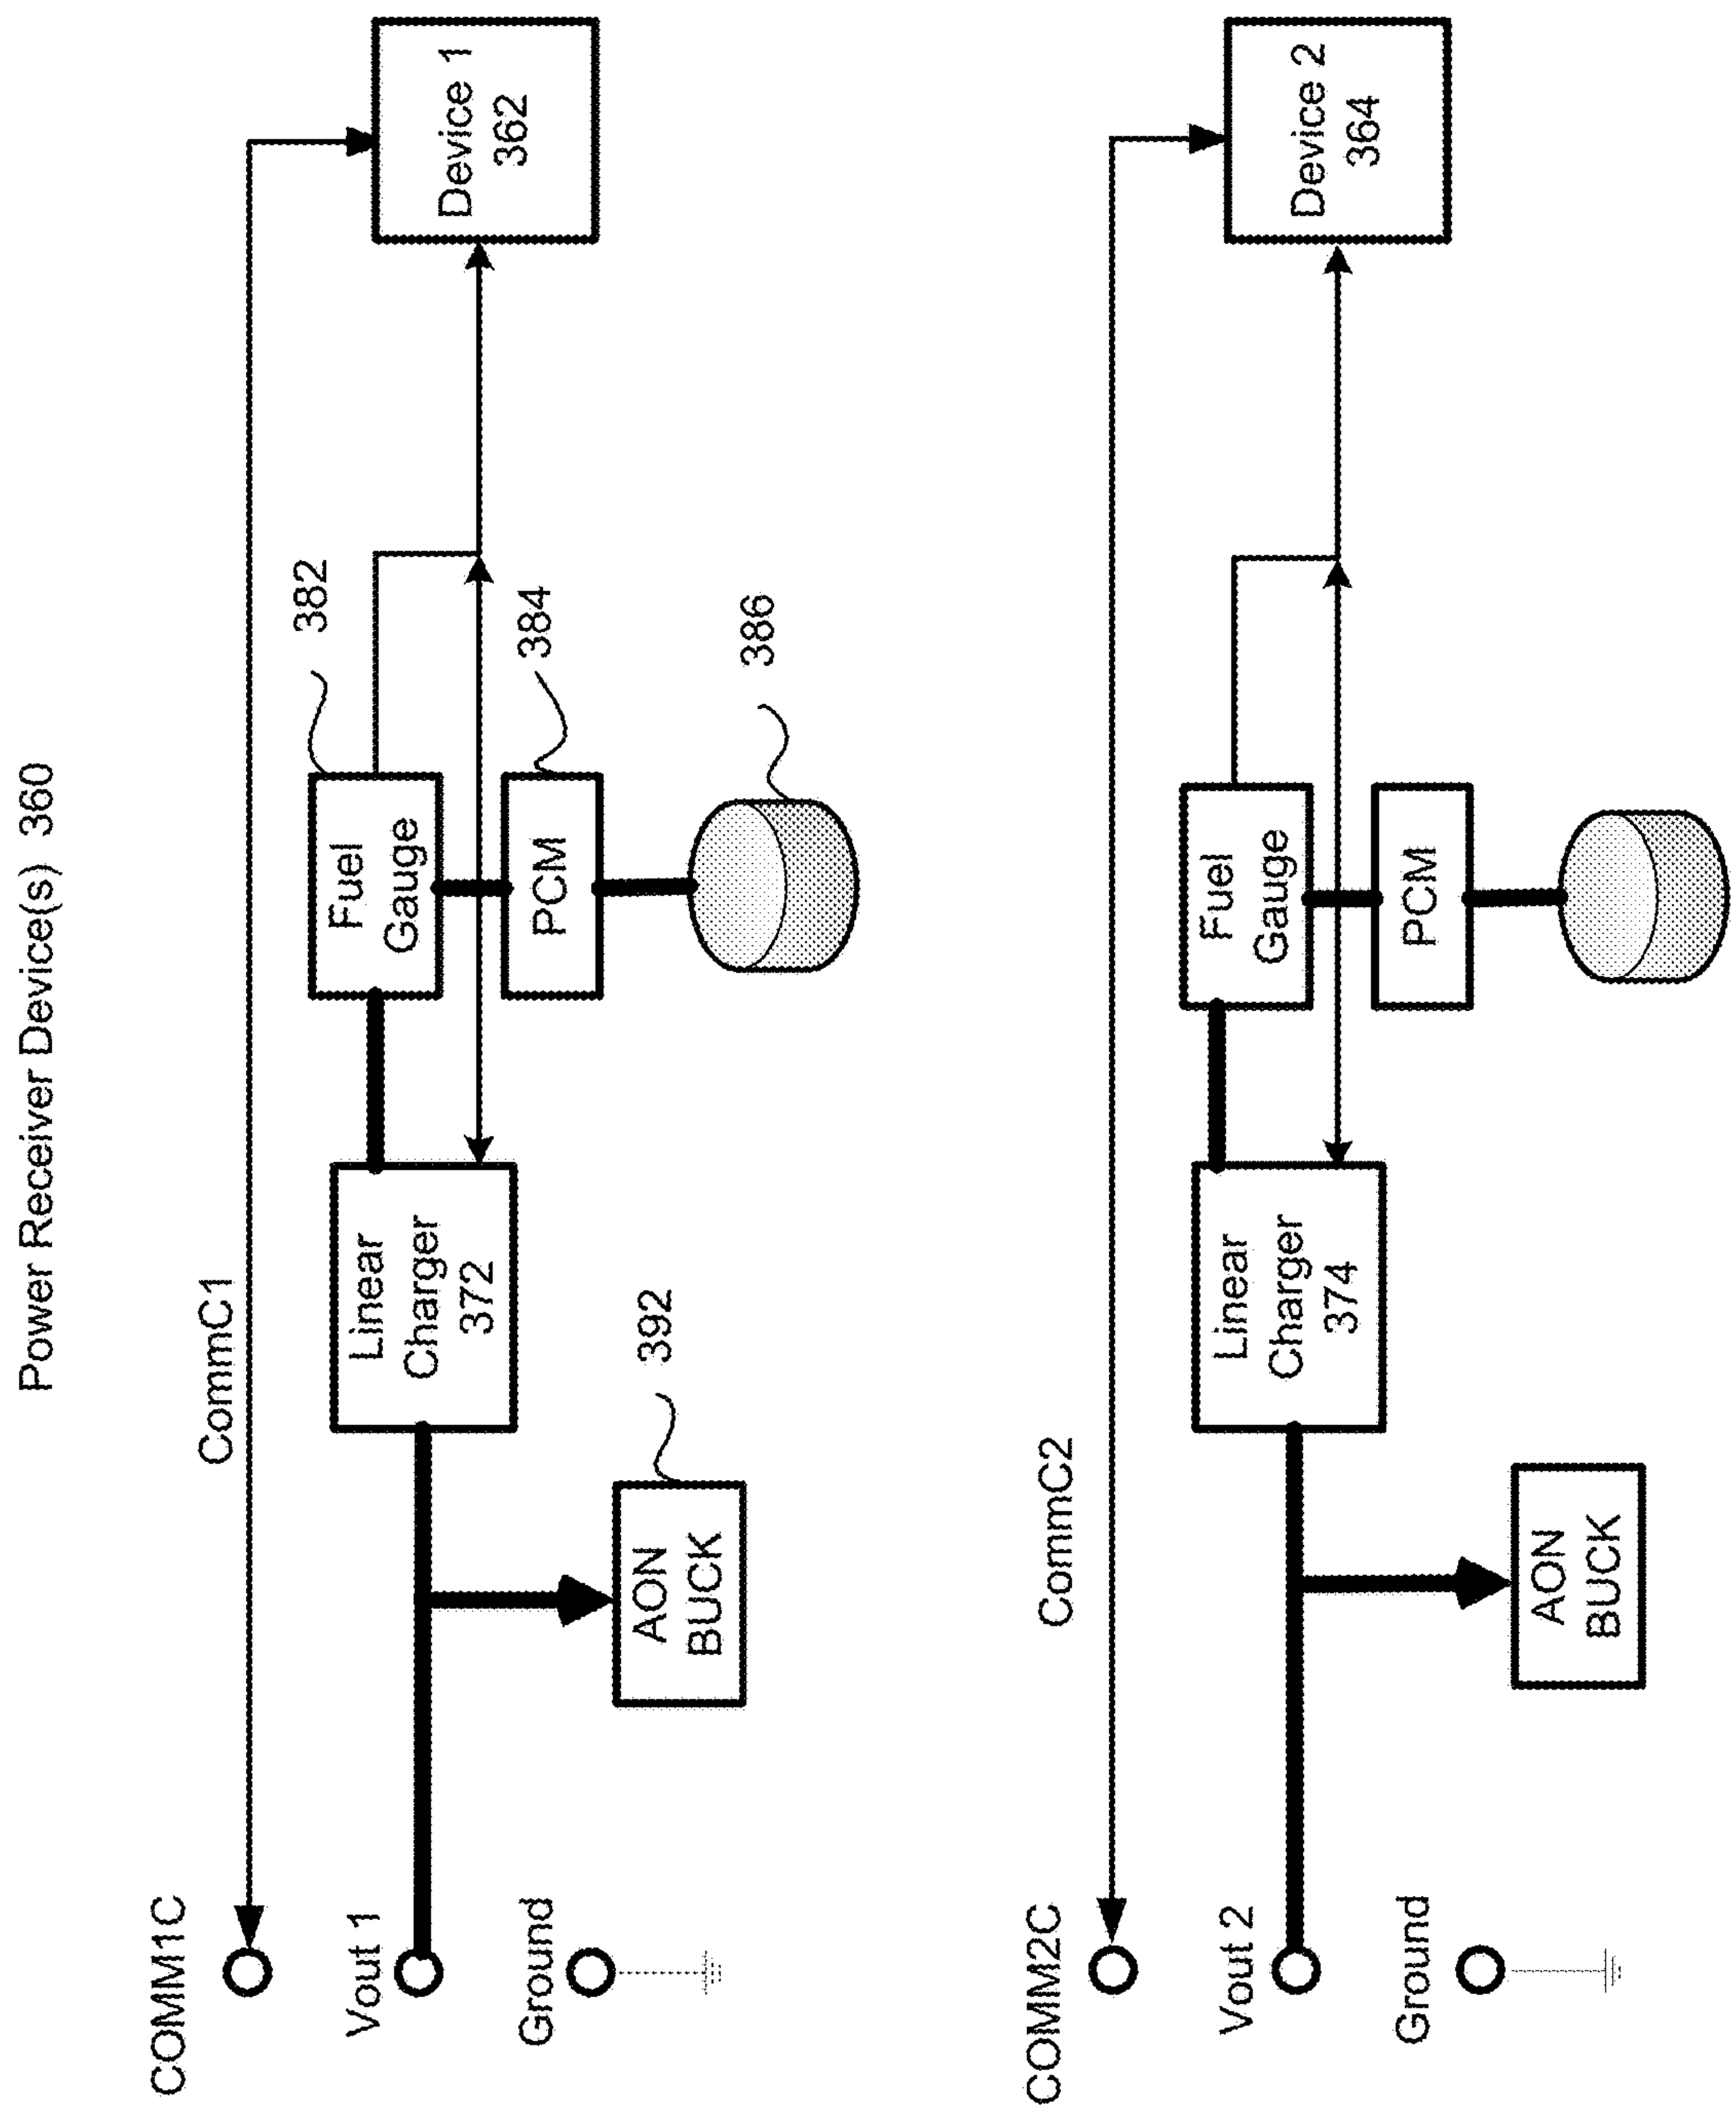 Power Receiver Device(s) 360
COMM1C
CommC1
Vout 1
Ground
Linear
Charger
372
AON
BUCK
392
Fuel
Gauge
382
PCM
384
386
Device 1
362
COMM2C
CommC2
Vout 2
Ground
Linear
Charger
374
AON
BUCK
Fuel
Gauge
PCM
Device 2
364